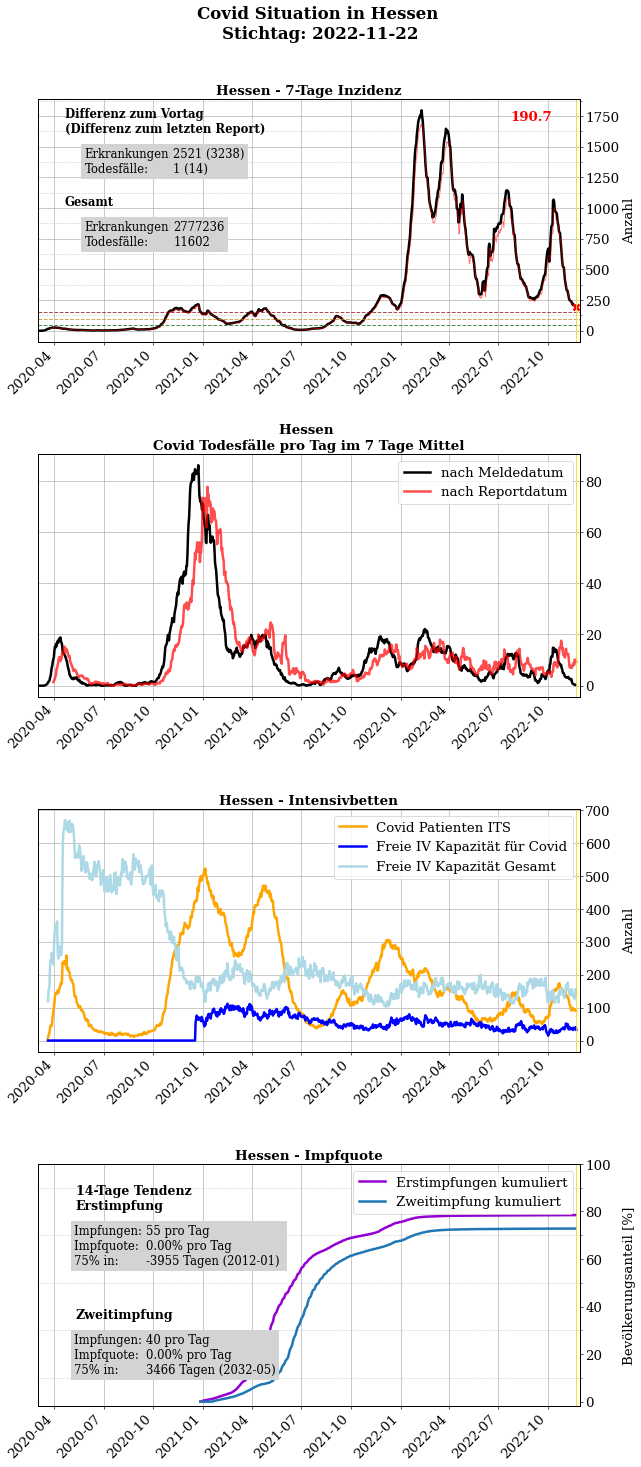 Covid Situation in Hessen
Stichtag: 2022-11-22
Hessen - 7-Tage Inzidenz
Differenz zum Vortag
(Differenz zum letzten Report)
Erkrankungen 2521 (3238)
Todesfälle: 1 (14)
Gesamt
Erkrankungen 2777236
Todesfälle: 11602
190.7
1750
1500
1250
1000
750
500
250
0
Anzahl
2020-04 2020-07 2020-10 2021-01 2021-04 2021-07 2021-10 2022-01 2022-04 2022-07 2022-10
Hessen
Covid Todesfälle pro Tag im 7 Tage Mittel
nach Meldedatum
nach Reportdatum
80
60
40
20
0
2020-04 2020-07 2020-10 2021-01 2021-04 2021-07 2021-10 2022-01 2022-04 2022-07 2022-10
Hessen - Intensivbetten
Covid Patienten ITS
Freie IV Kapazität für Covid
Freie IV Kapazität Gesamt
700
600
500
400
300
200
100
0
Anzahl
2020-04 2020-07 2020-10 2021-01 2021-04 2021-07 2021-10 2022-01 2022-04 2022-07 2022-10
Hessen - Impfquote
Erstimpfungen kumuliert
Zweitimpfung kumuliert
14-Tage Tendenz
Erstimpfung
Impfungen: 55 pro Tag
Impfquote: 0.00% pro Tag
75% in: -3955 Tagen (2012-01)
Zweitimpfung
Impfungen: 40 pro Tag
Impfquote: 0.00% pro Tag
75% in: 3466 Tagen (2032-05)
100
80
60
40
20
0
Bevölkerungsanteil [%]
2020-04 2020-07 2020-10 2021-01 2021-04 2021-07 2021-10 2022-01 2022-04 2022-07 2022-10